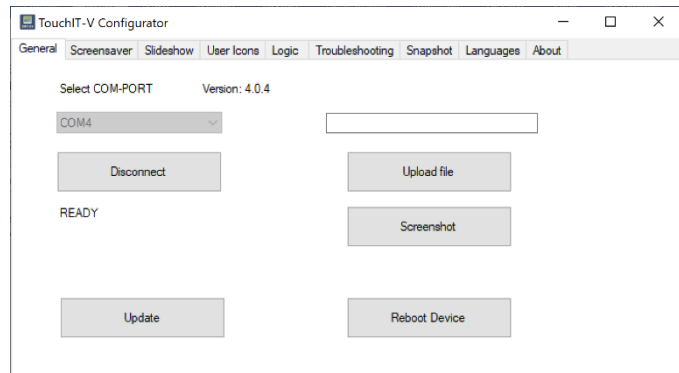 TouchIT-V Configurator
General Screensaver Slideshow User Icons Logic Troubleshooting Snapshot Languages About
Select COM-PORT Version: 4.0.4
COM4
Disconnect Upload file
READY
Screenshot
Update Reboot Device